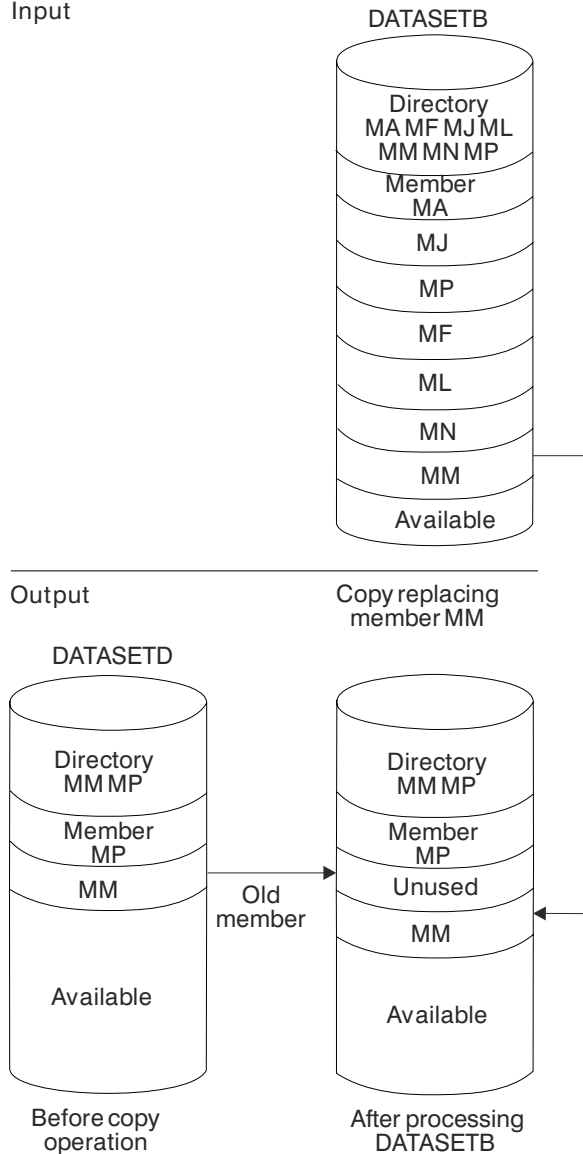 Input
DATASETB
Directory
MA MF MJ ML
MM MN MP
Member
MA
MJ
MP
MF
ML
MN
MM
Available
Output
Copy replacing
member MM
DATASETD
Directory
MM MP
Member
MP
MM
Available
Old
member
Directory
MM MP
Member
MP
Unused
MM
Available
Before copy
operation
After processing
DATASETB